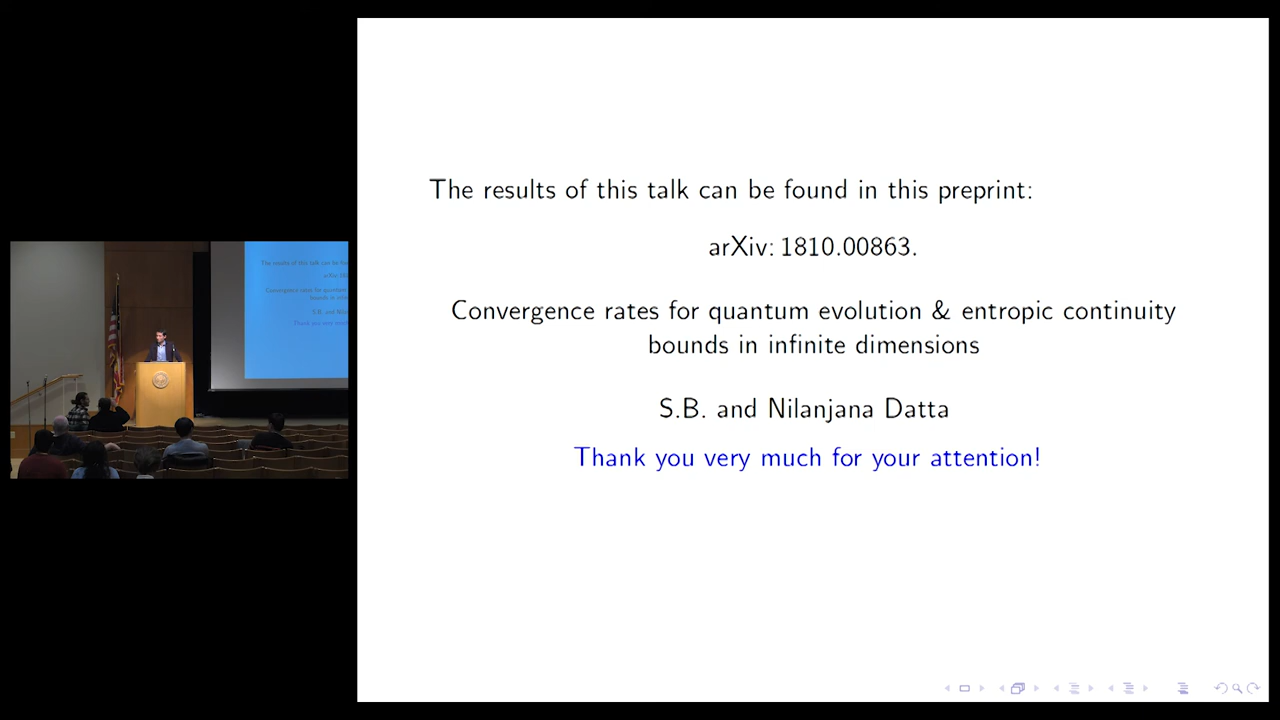 The results of this talk can be found in this preprint:
arXiv: 1810.00863.
Convergence rates for quantum evolution & entropic continuity
bounds in infinite dimensions
S.B. and Nilanjana Datta
Thank you very much for your attention!